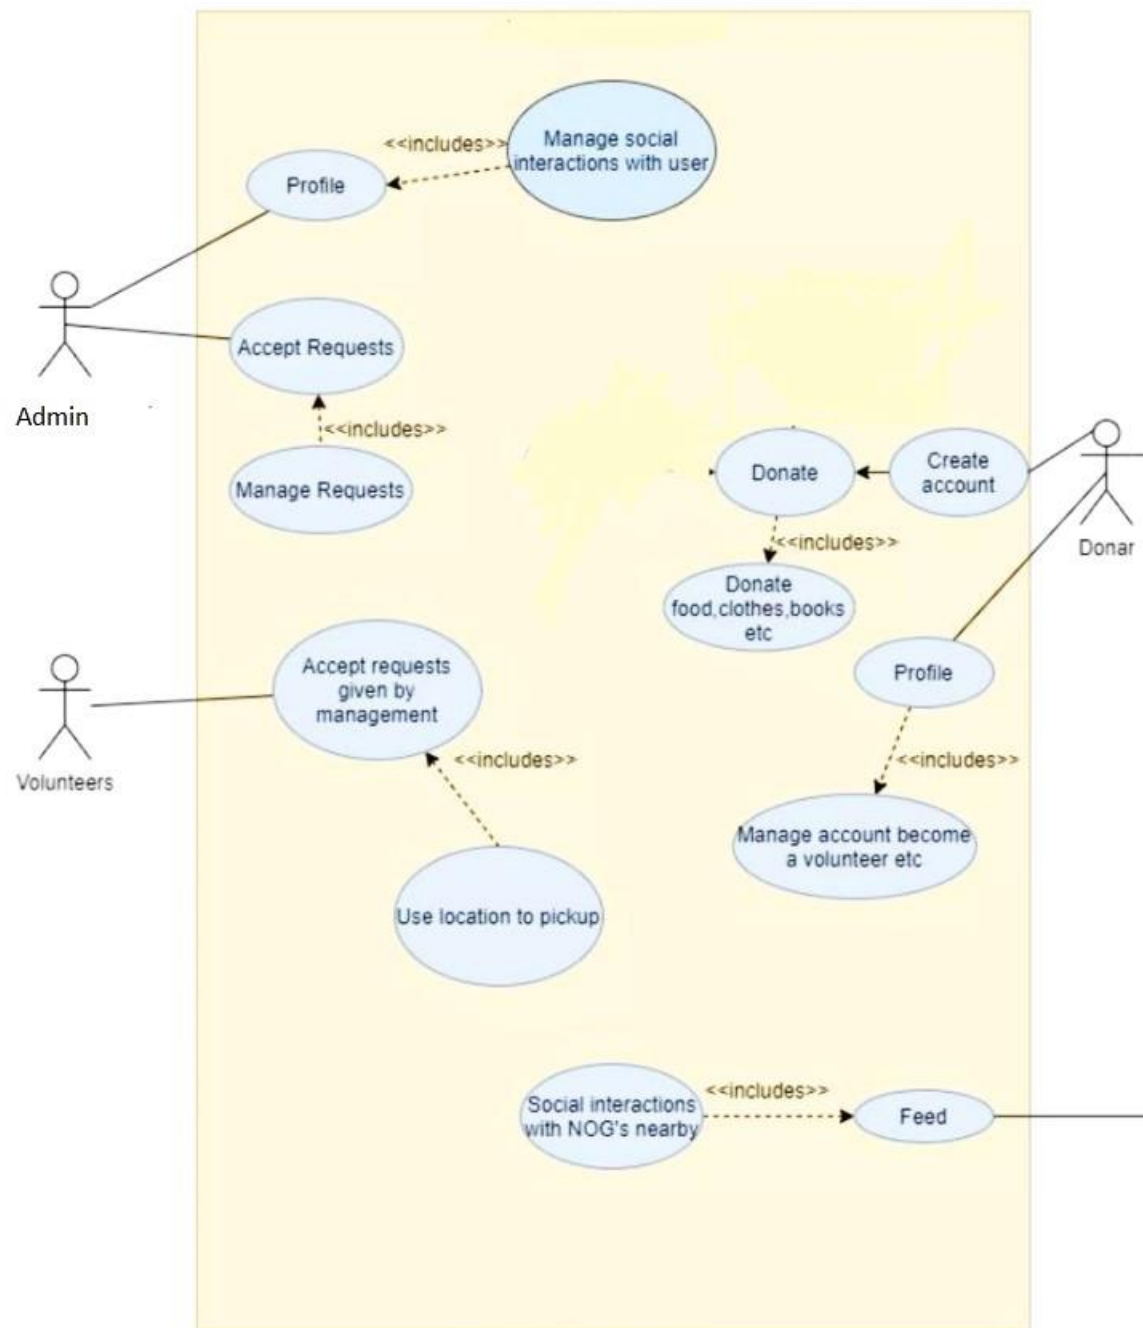 <<includes>>
Manage social
interactions with user
Profile
Accept Requests
Admin
<<includes>>
Manage Requests
Donate
Create
account
<<includes>>
Donar
Donate
food,clothes,books
etc
Accept requests
given by
management
Profile
Volunteers
<<includes>>
<<includes>>
Manage account become
a volunteer etc
Use location to pickup
Social interactions
with NOG's nearby
<<includes>>
Feed